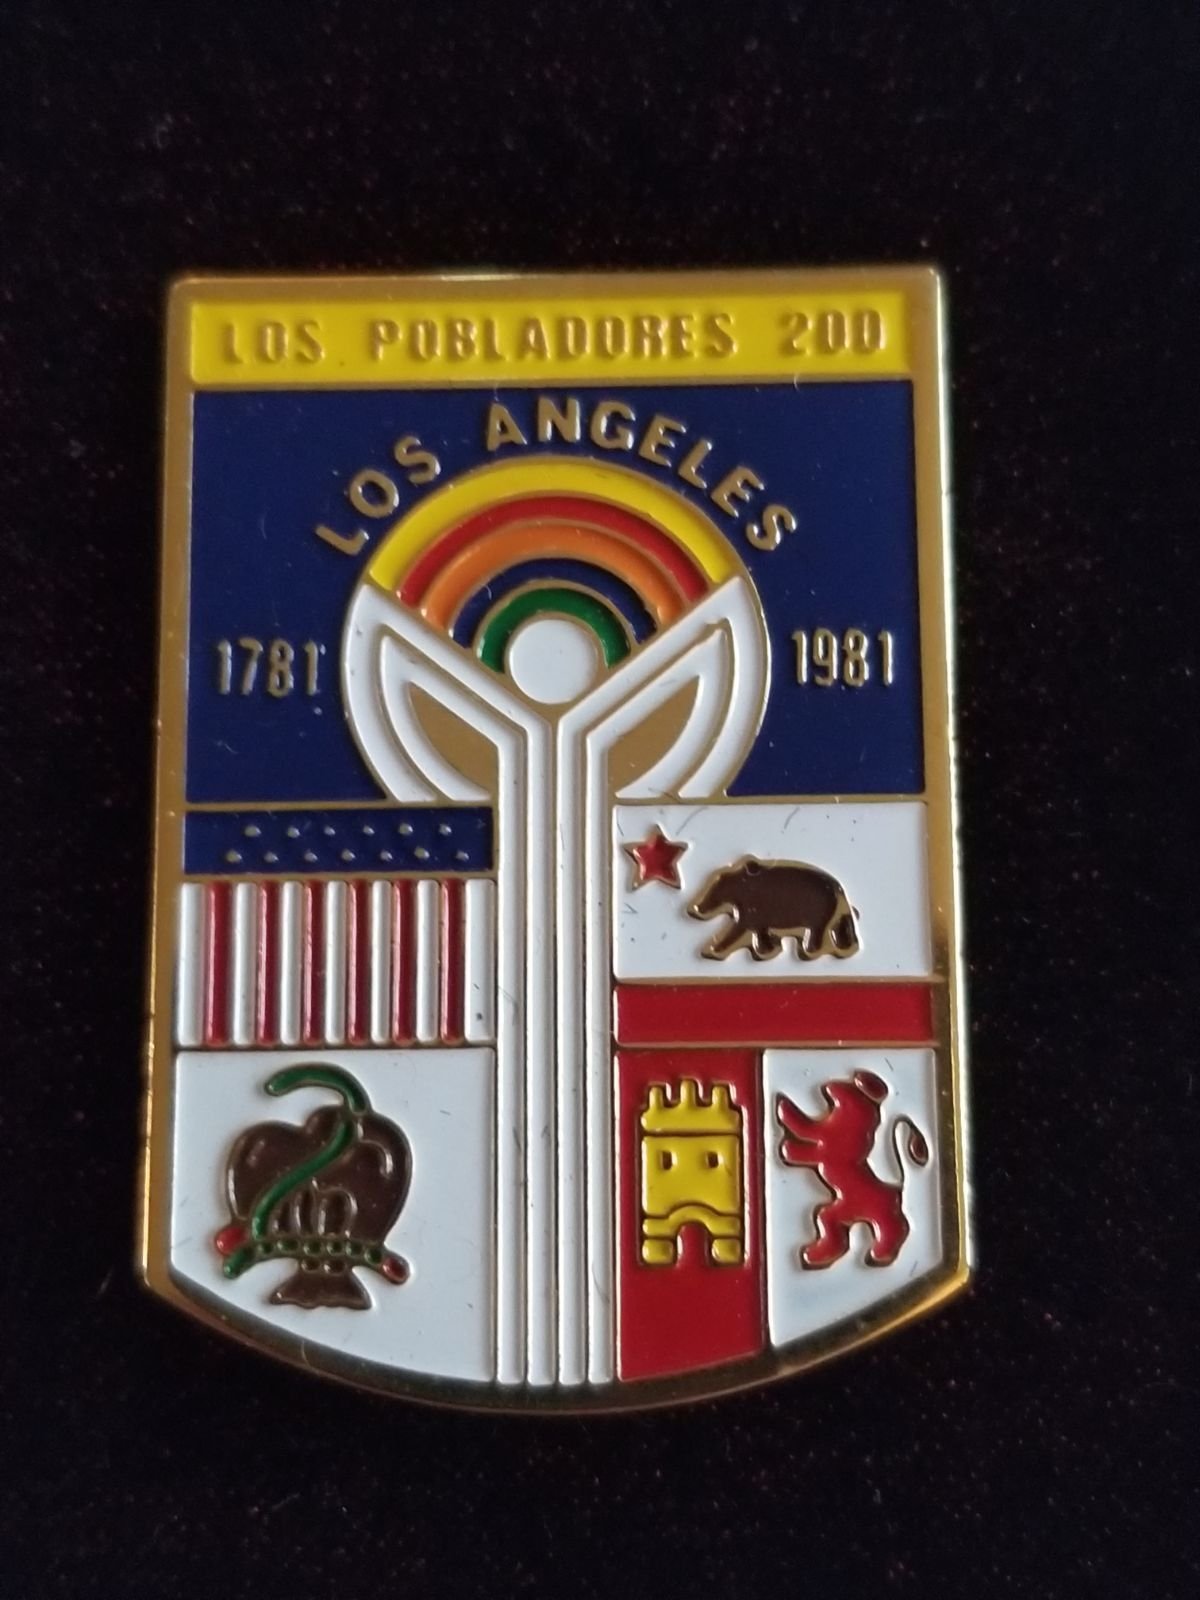 LOS POBLADORES 200
LOS ANGELES
1781 1981